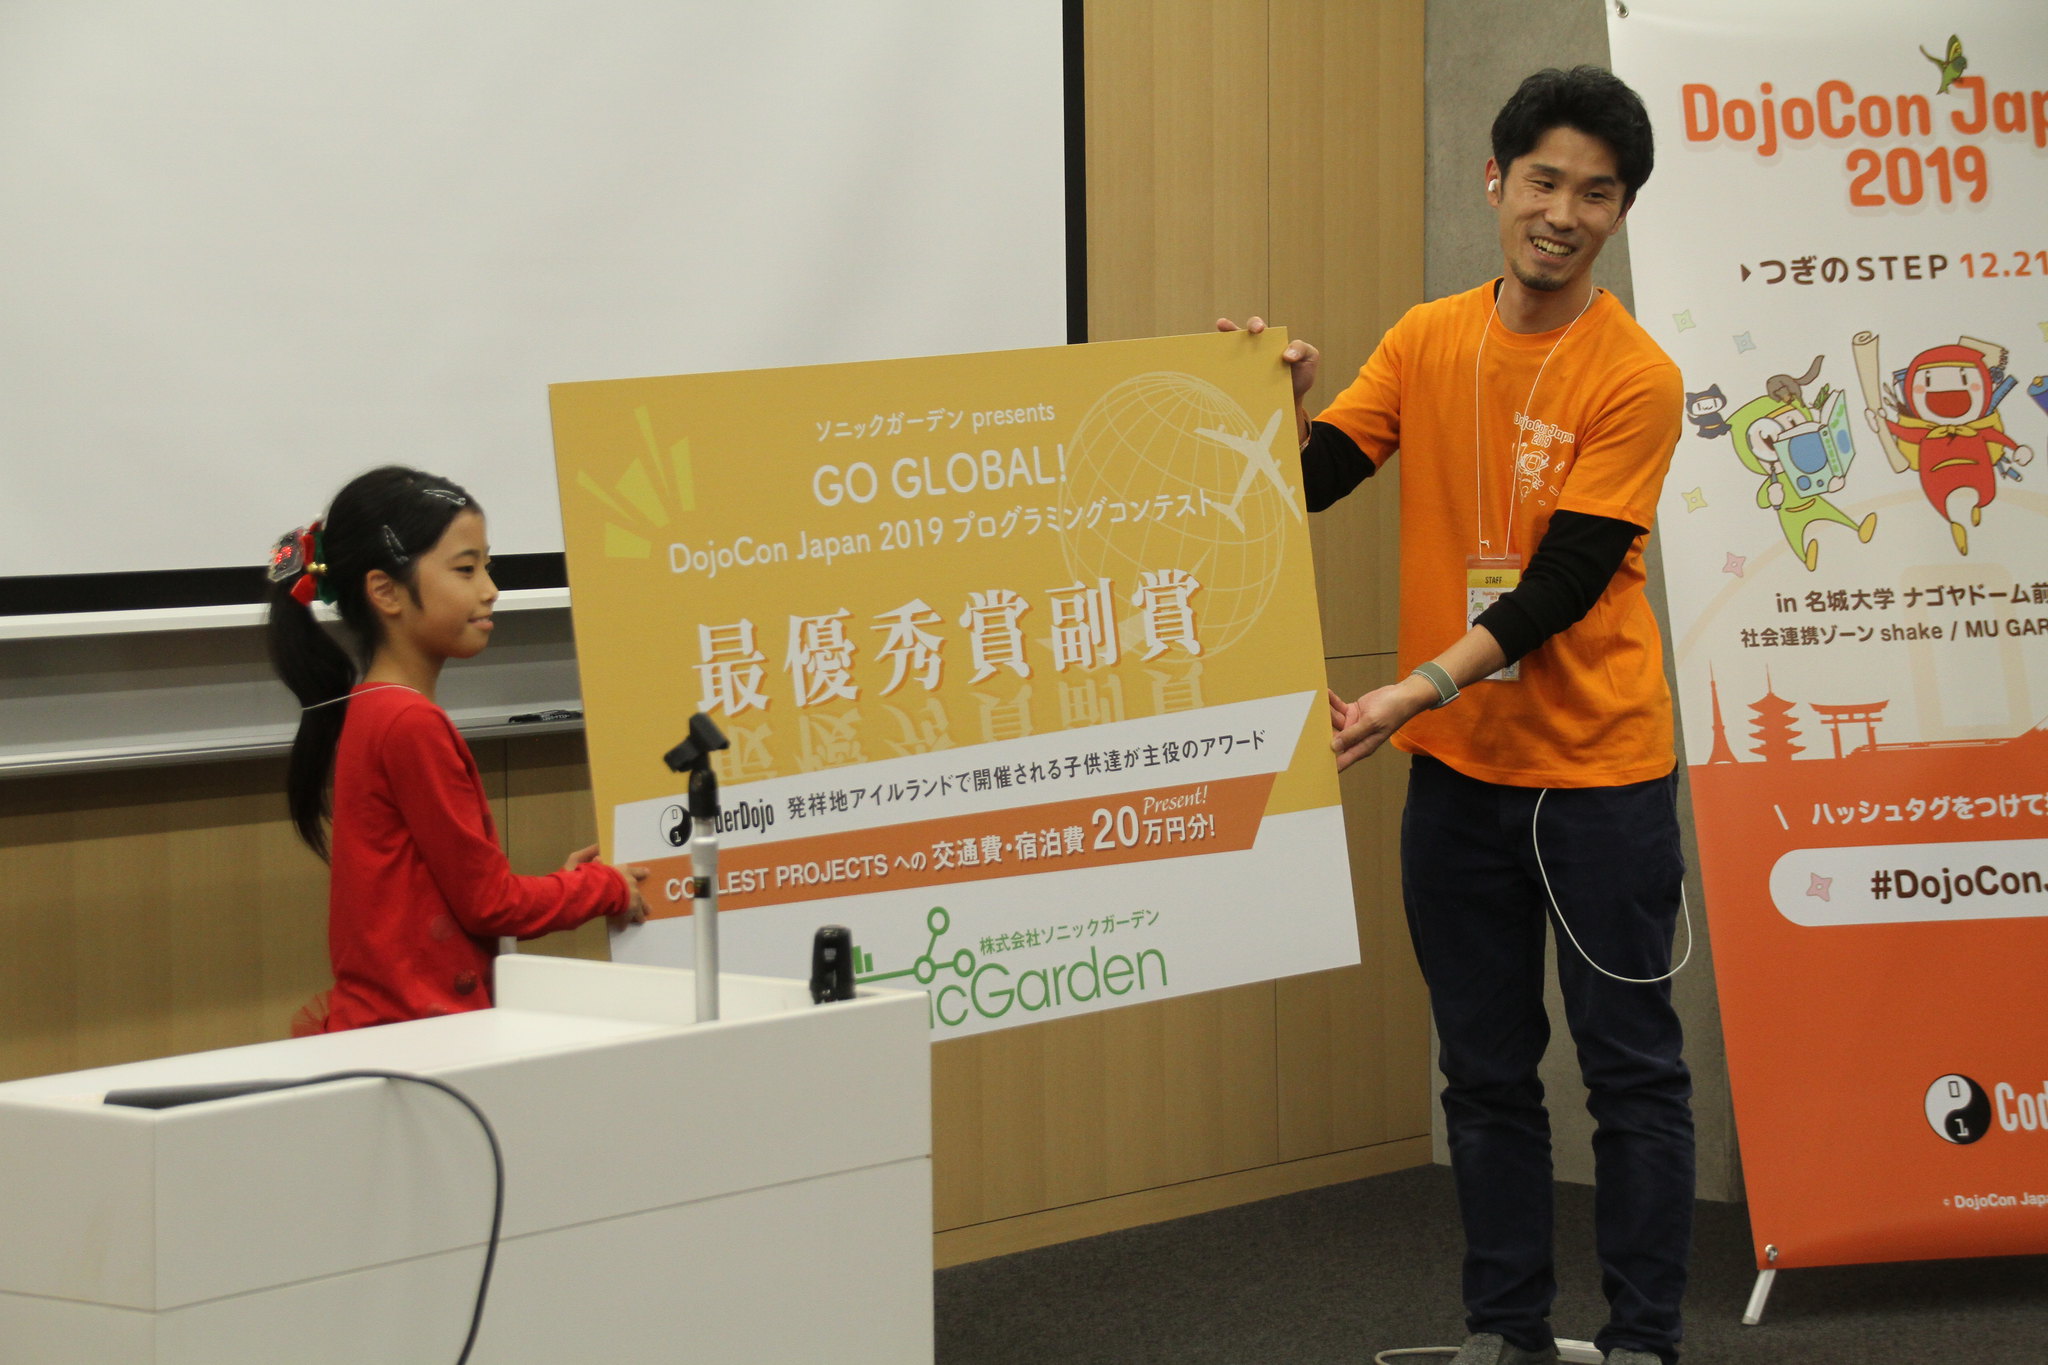 ソニックガーデン presents
GO GLOBAL!
DojoCon Japan 2019 プログラミングコンテスト
最優秀賞副賞
derDojo 発祥地アイルランドで開催される子供達が主役のアワード
Present!
CO LEST PROJECTS への 交通費・宿泊費 20万円分!
株式会社ソニックガーデン
icGarden
DojoCon Japn
2019
STAFF
DojoCon Jap
2019
つぎのSTEP 12.21
in 名城大学 ナゴヤドーム前
社会連携ゾーン shake / MU GAR
\ ハッシュタグをつけて
#DojoCon
0
1
Cod
© DojoCon Japa